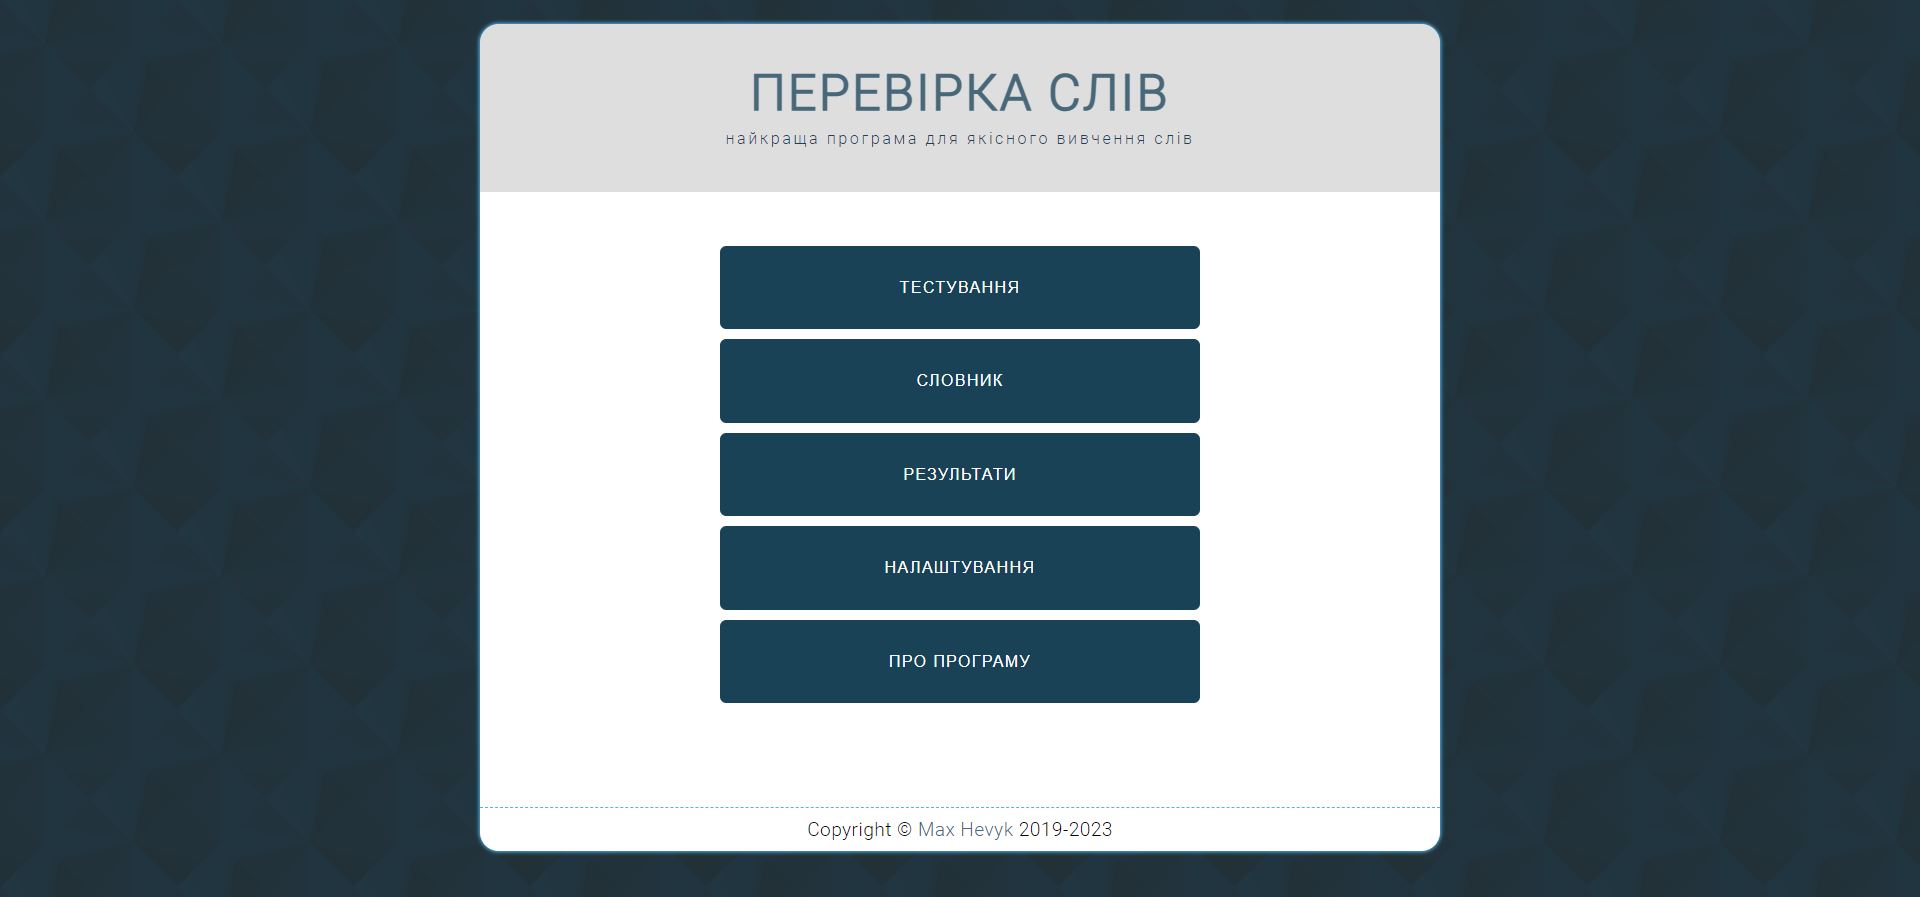 ПЕРЕВІРКА СЛІВ
найкраща програма для якісного вивчення слів
ТЕСТУВАННЯ
СЛОВНИК
РЕЗУЛЬТАТИ
НАЛАШТУВАННЯ
ПРО ПРОГРАМУ
Copyright © Max Hevyk 2019-2023